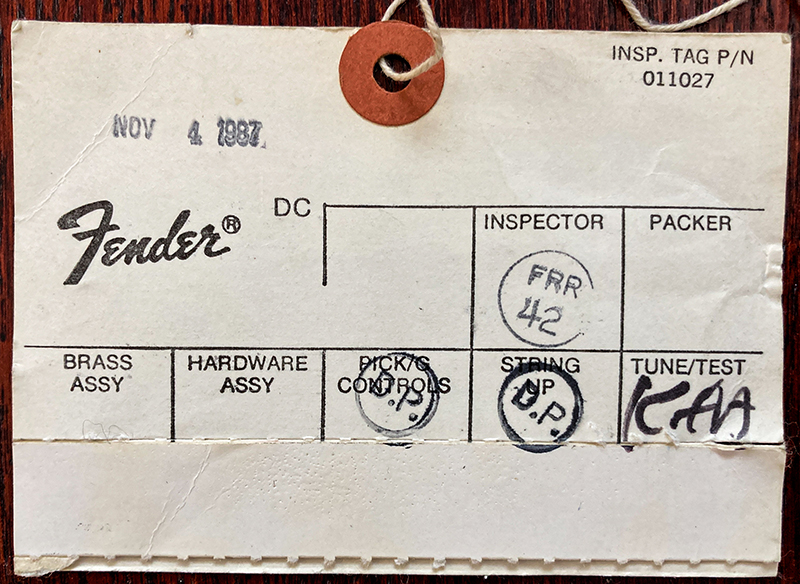 INSP. TAG P/N
011027
NOV 4 1987
Fender®
DC
INSPECTOR
PACKER
FRR
42
BRASS
ASSY
HARDWARE
ASSY
PICK/G
CONTROLS
D.P.
STRING
UP
D.P.
TUNE/TEST